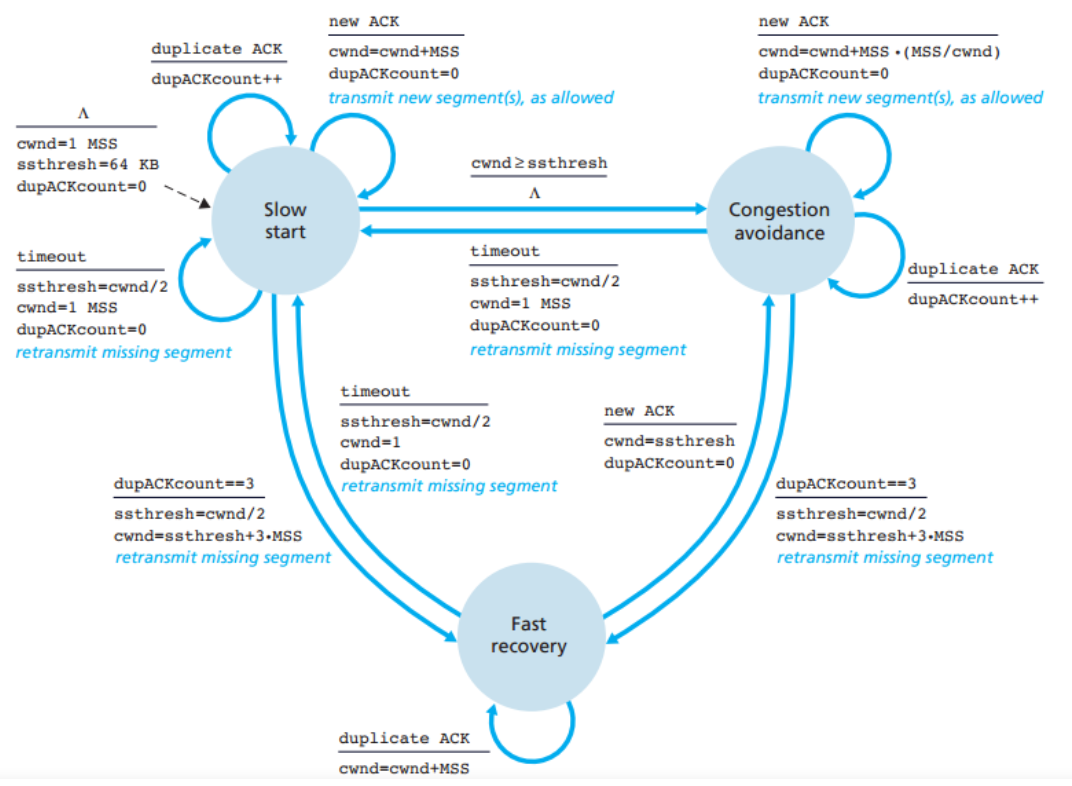 duplicate ACK
dupACKcount++
new ACK
cwnd=cwnd+MSS
dupACKcount=0
transmit new segment(s), as allowed
new ACK
cwnd=cwnd+MSS •(MSS/cwnd)
dupACKcount=0
transmit new segment(s), as allowed
Λ
cwnd=1 MSS
ssthresh=64 KB
dupACKcount=0
cwnd≥ssthresh
Λ
Slow
start
Congestion
avoidance
timeout
ssthresh=cwnd/2
cwnd=1 MSS
dupACKcount=0
retransmit missing segment
timeout
ssthresh=cwnd/2
cwnd=1 MSS
dupACKcount=0
retransmit missing segment
duplicate ACK
dupACKcount++
timeout
ssthresh=cwnd/2
cwnd=1
dupACKcount=0
retransmit missing segment
new ACK
cwnd=ssthresh
dupACKcount=0
dupACKcount==3
ssthresh=cwnd/2
cwnd=ssthresh+3•MSS
retransmit missing segment
dupACKcount==3
ssthresh=cwnd/2
cwnd=ssthresh+3•MSS
retransmit missing segment
Fast
recovery
duplicate ACK
cwnd=cwnd+MSS